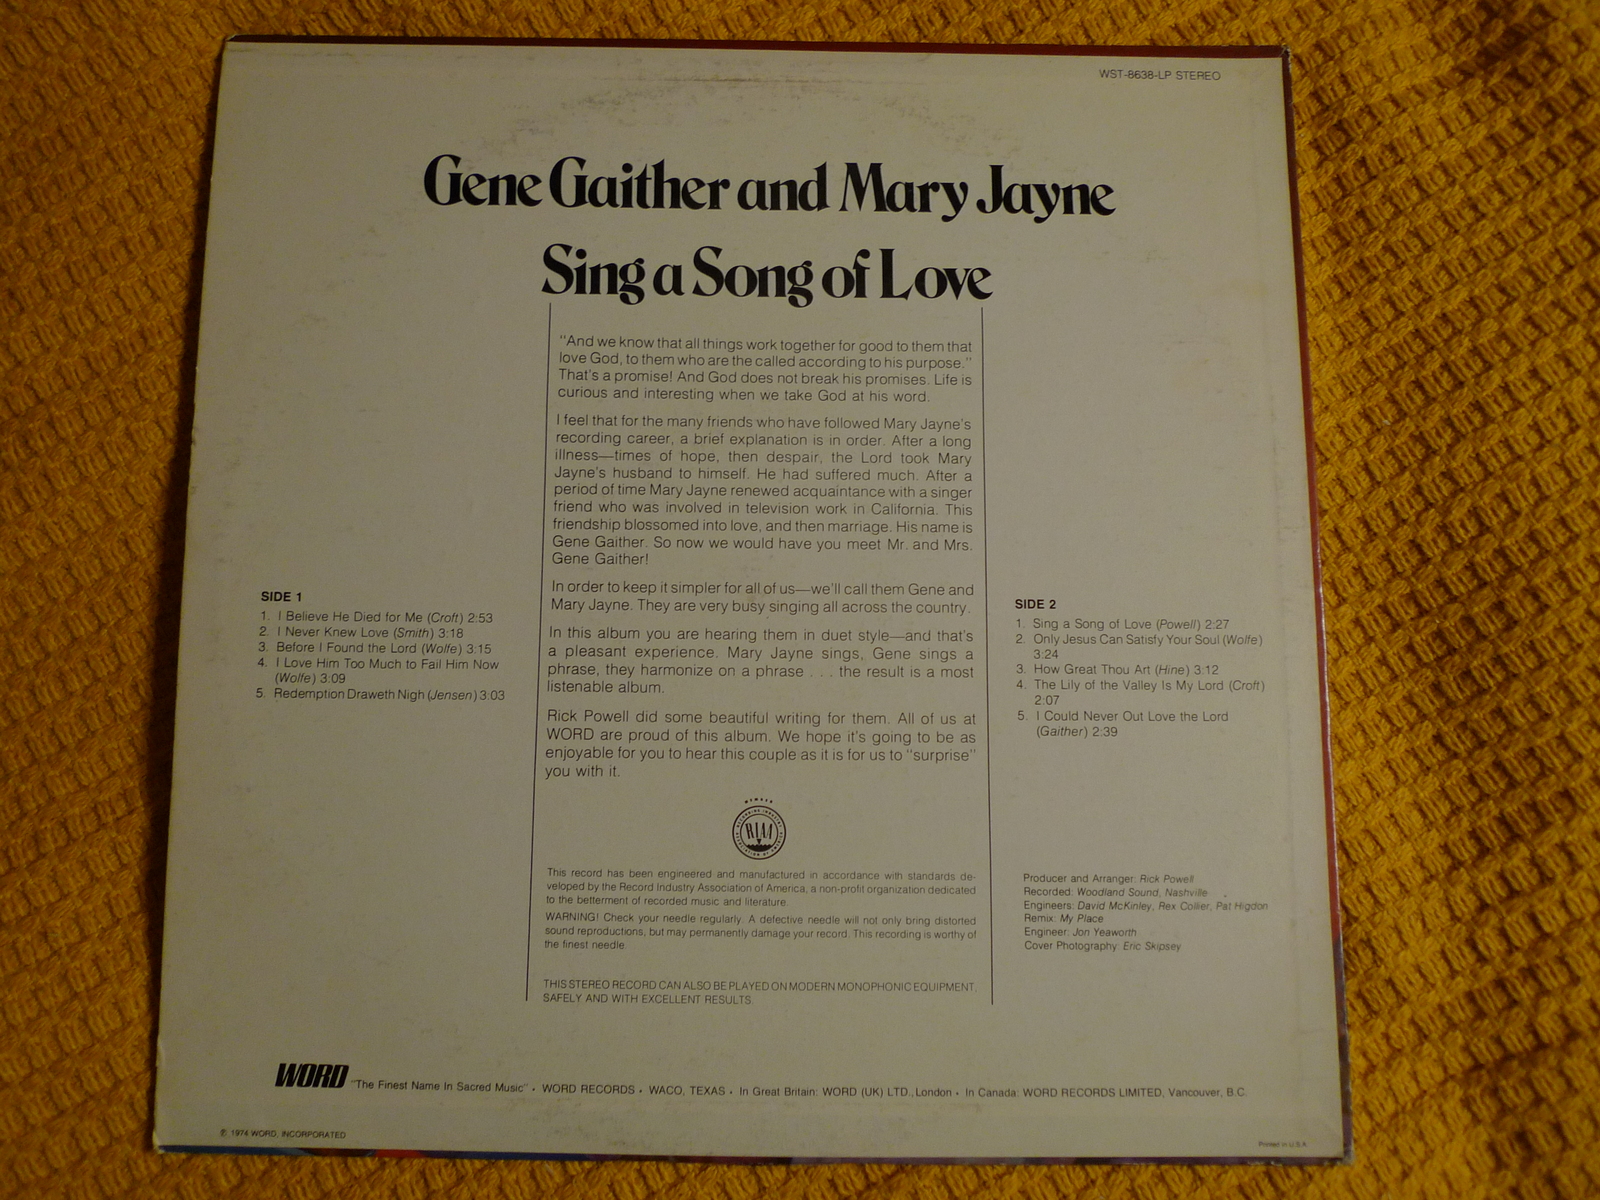 WST-8638-LP STEREO
Gene Gaither and Mary Jayne
Sing a Song of Love
"And we know that all things work together for good to them that
love God, to them who are the called according to his purpose."
That's a promise! And God does not break his promises. Life is
curious and interesting when we take God at his word.
I feel that for the many friends who have followed Mary Jayne's
recording career, a brief explanation is in order. After a long
illness—times of hope, then despair, the Lord took Mary
Jayne's husband to himself. He had suffered much. After a
period of time Mary Jayne renewed acquaintance with a singer
friend who was involved in television work in California. This
friendship blossomed into love, and then marriage. His name is
Gene Gaither. So now we would have you meet Mr. and Mrs.
Gene Gaither!
In order to keep it simpler for all of us—we'll call them Gene and
Mary Jayne. They are very busy singing all across the country.
In this album you are hearing them in duet style—and that's
a pleasant experience. Mary Jayne sings, Gene sings a
phrase, they harmonize on a phrase . . . the result is a most
listenable album.
Rick Powell did some beautiful writing for them. All of us at
WORD are proud of this album. We hope it's going to be as
enjoyable for you to hear this couple as it is for us to "surprise"
you with it.
SIDE 1
1. I Believe He Died for Me (Croft) 2:53
2. I Never Knew Love (Smith) 3:18
3. Before I Found the Lord (Wolfe) 3:15
4. I Love Him Too Much to Fail Him Now
(Wolfe) 3:09
5. Redemption Draweth Nigh (Jensen) 3:03
SIDE 2
1. Sing a Song of Love (Powell) 2:27
2. Only Jesus Can Satisfy Your Soul (Wolfe)
3:24
3. How Great Thou Art (Hine) 3:12
4. The Lily of the Valley Is My Lord (Croft)
2:07
5. I Could Never Out Love the Lord
(Gaither) 2:39
MEMBER
RECORDING INDUSTRY ASSOCIATION OF AMERICA
RIAA
This record has been engineered and manufactured in accordance with standards de-
veloped by the Record Industry Association of America, a non-profit organization dedicated
to the betterment of recorded music and literature.
WARNING! Check your needle regularly. A defective needle will not only bring distorted
sound reproductions, but may permanently damage your record. This recording is worthy of
the finest needle.
THIS STEREO RECORD CAN ALSO BE PLAYED ON MODERN MONOPHONIC EQUIPMENT,
SAFELY AND WITH EXCELLENT RESULTS.
Producer and Arranger: Rick Powell
Recorded: Woodland Sound, Nashville
Engineers: David McKinley, Rex Collier, Pat Higdon
Remix: My Place
Engineer: Jon Yeaworth
Cover Photography: Eric Skipsey
WORD "The Finest Name In Sacred Music" • WORD RECORDS • WACO, TEXAS • In Great Britain: WORD (UK) LTD., London • In Canada: WORD RECORDS LIMITED, Vancouver, B.C.
℗ 1974 WORD, INCORPORATED
Printed in U.S.A.